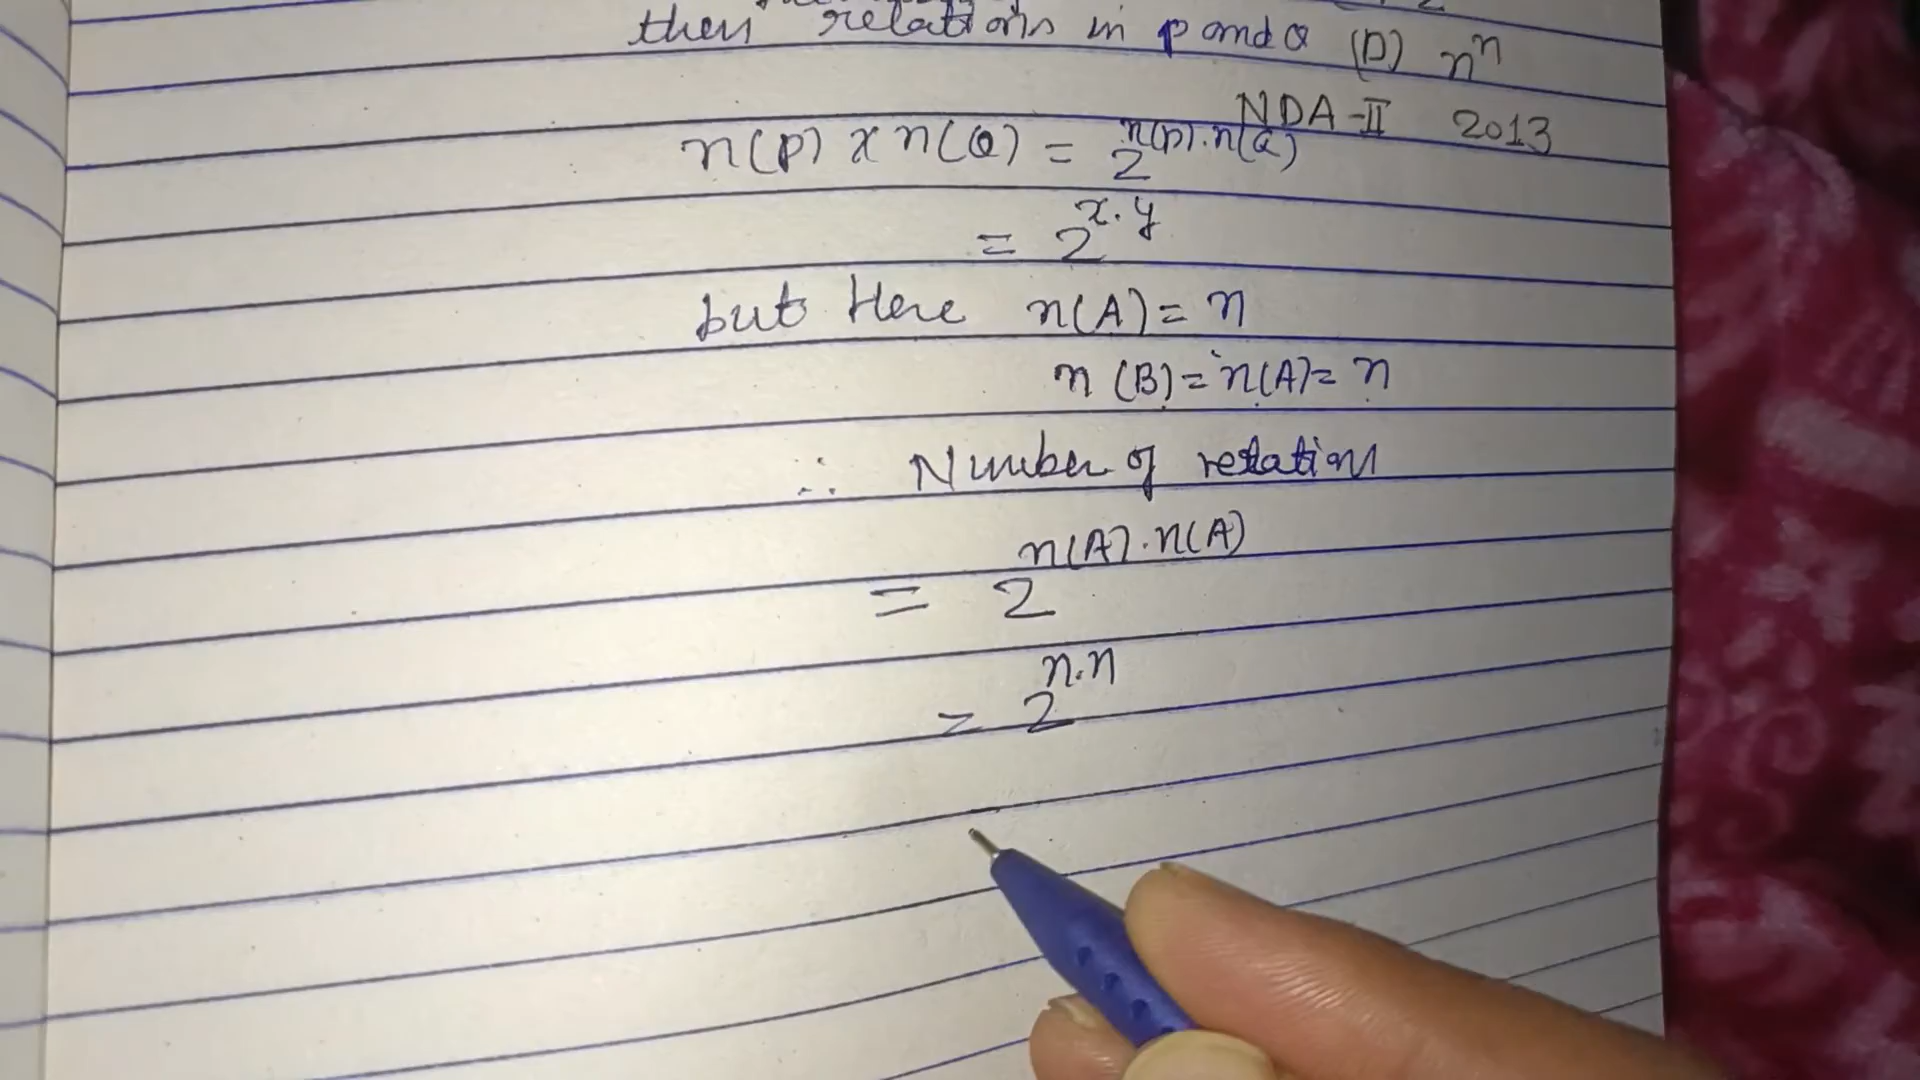 then relations in p and Q (D) n^n
NDA-II 2013
n(P) x n(Q) = 2^n(p).n(Q)
= 2^x.y
but Here n(A) = n
n (B) = n(A) = n
∴ Number of relation
= 2^n(A).n(A)
= 2^n.n